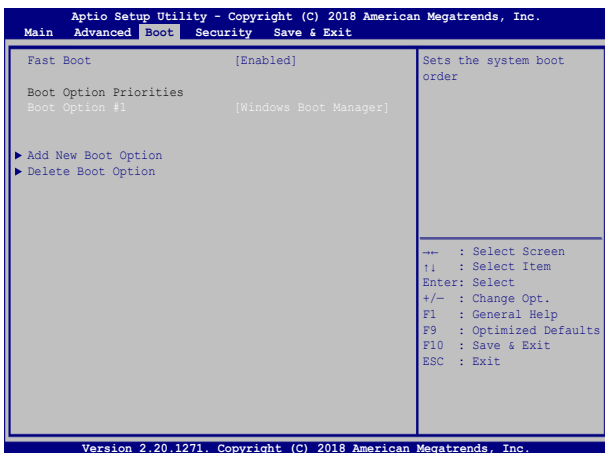 Aptio Setup Utility - Copyright (C) 2018 American Megatrends, Inc.
Main Advanced Boot Security Save & Exit
Fast Boot [Enabled]
Boot Option Priorities
Boot Option #1 [Windows Boot Manager]
▶ Add New Boot Option
▶ Delete Boot Option
Sets the system boot
order
→← : Select Screen
↑↓ : Select Item
Enter: Select
+/— : Change Opt.
F1 : General Help
F9 : Optimized Defaults
F10 : Save & Exit
ESC : Exit
Version 2.20.1271. Copyright (C) 2018 American Megatrends, Inc.